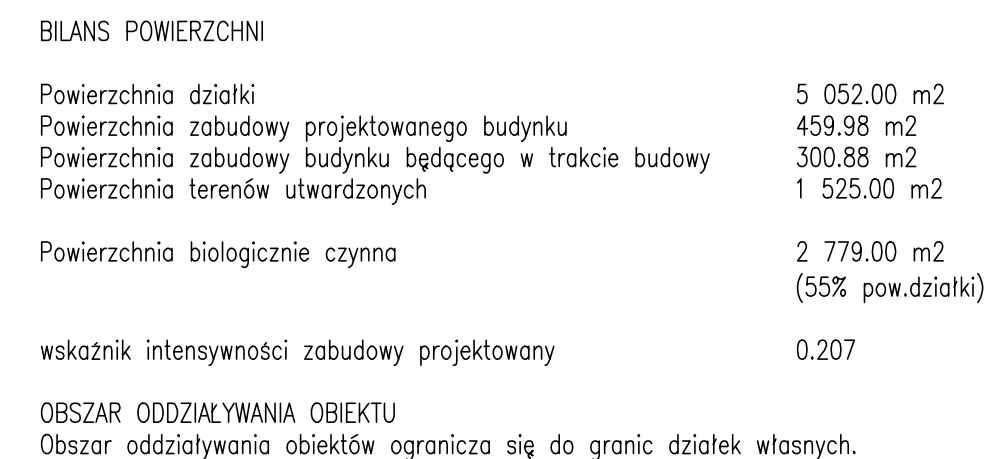 BILANS POWIERZCHNI
Powierzchnia działki 5 052.00 m2
Powierzchnia zabudowy projektowanego budynku 459.98 m2
Powierzchnia zabudowy budynku będącego w trakcie budowy 300.88 m2
Powierzchnia terenów utwardzonych 1 525.00 m2
Powierzchnia biologicznie czynna 2 779.00 m2
(55% pow.działki)
wskaźnik intensywności zabudowy projektowany 0.207
OBSZAR ODDZIAŁYWANIA OBIEKTU
Obszar oddziaływania obiektów ogranicza się do granic działek własnych.